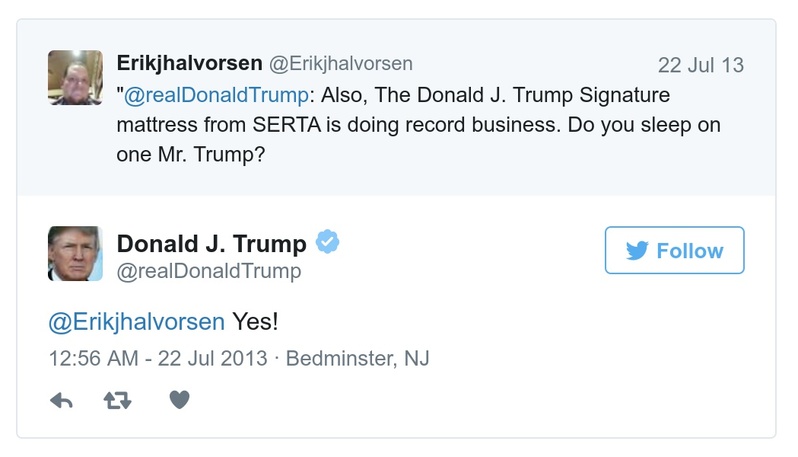 Erikjhalvorsen @Erikjhalvorsen 22 Jul 13
"@realDonaldTrump: Also, The Donald J. Trump Signature
mattress from SERTA is doing record business. Do you sleep on
one Mr. Trump?
Donald J. Trump
@realDonaldTrump
Follow
@Erikjhalvorsen Yes!
12:56 AM - 22 Jul 2013 · Bedminster, NJ